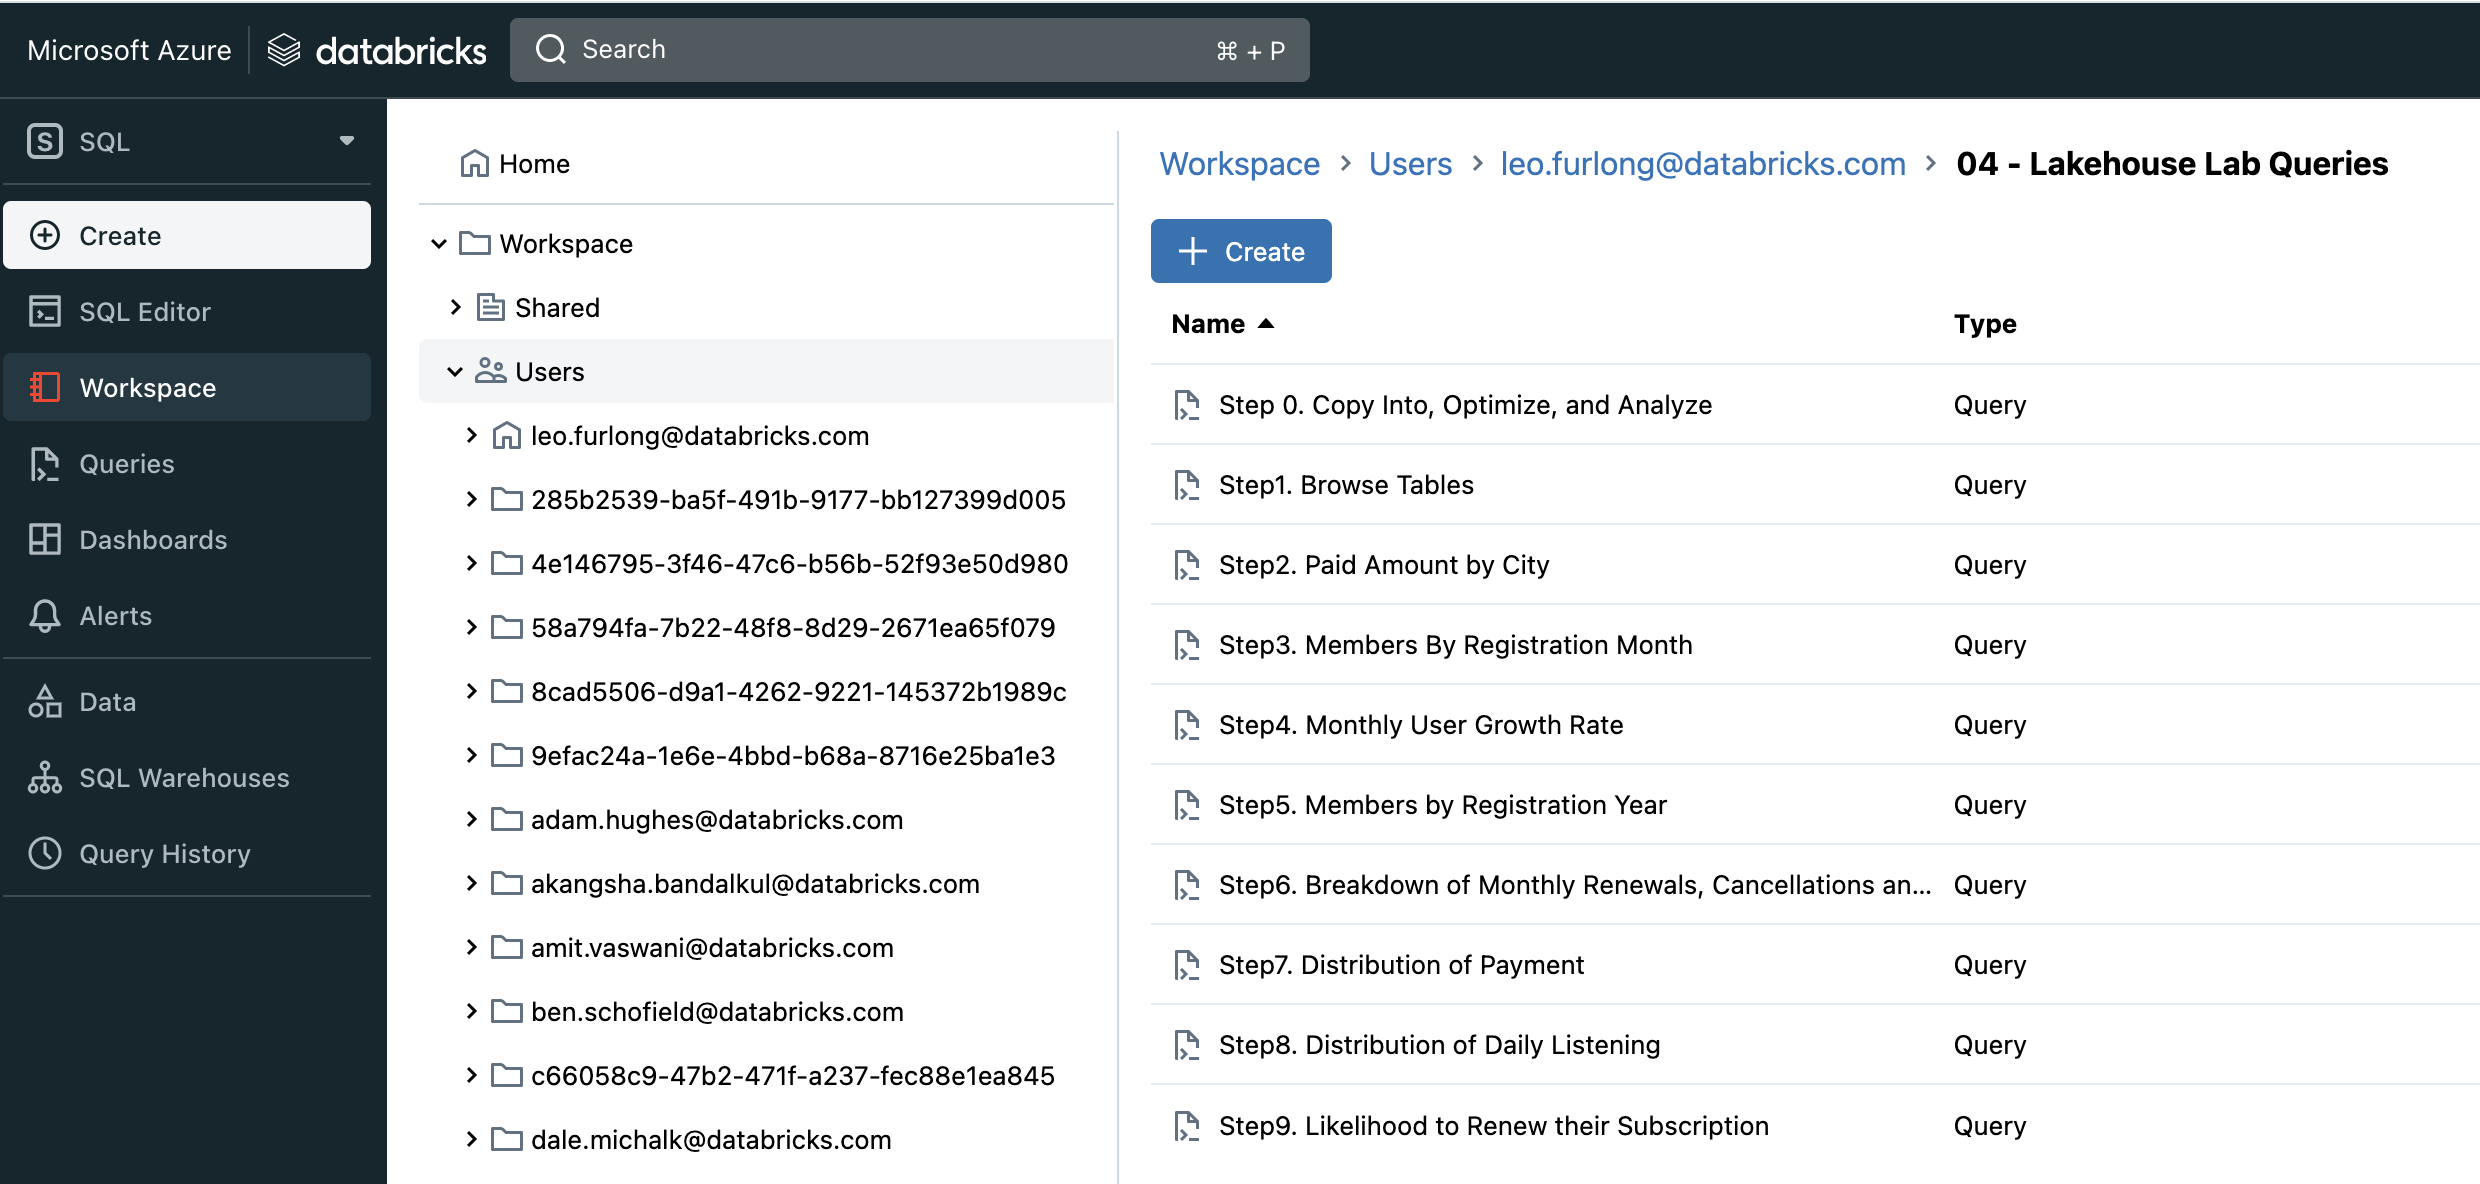 Microsoft Azure
databricks
Search
⌘ + P
S SQL
Create
SQL Editor
Workspace
Queries
Dashboards
Alerts
Data
SQL Warehouses
Query History
Home
Workspace
Shared
Users
leo.furlong@databricks.com
285b2539-ba5f-491b-9177-bb127399d005
4e146795-3f46-47c6-b56b-52f93e50d980
58a794fa-7b22-48f8-8d29-2671ea65f079
8cad5506-d9a1-4262-9221-145372b1989c
9efac24a-1e6e-4bbd-b68a-8716e25ba1e3
adam.hughes@databricks.com
akangsha.bandalkul@databricks.com
amit.vaswani@databricks.com
ben.schofield@databricks.com
c66058c9-47b2-471f-a237-fec88e1ea845
dale.michalk@databricks.com
Workspace > Users > leo.furlong@databricks.com > 04 - Lakehouse Lab Queries
+ Create
Name Type
Step 0. Copy Into, Optimize, and Analyze Query
Step1. Browse Tables Query
Step2. Paid Amount by City Query
Step3. Members By Registration Month Query
Step4. Monthly User Growth Rate Query
Step5. Members by Registration Year Query
Step6. Breakdown of Monthly Renewals, Cancellations an... Query
Step7. Distribution of Payment Query
Step8. Distribution of Daily Listening Query
Step9. Likelihood to Renew their Subscription Query